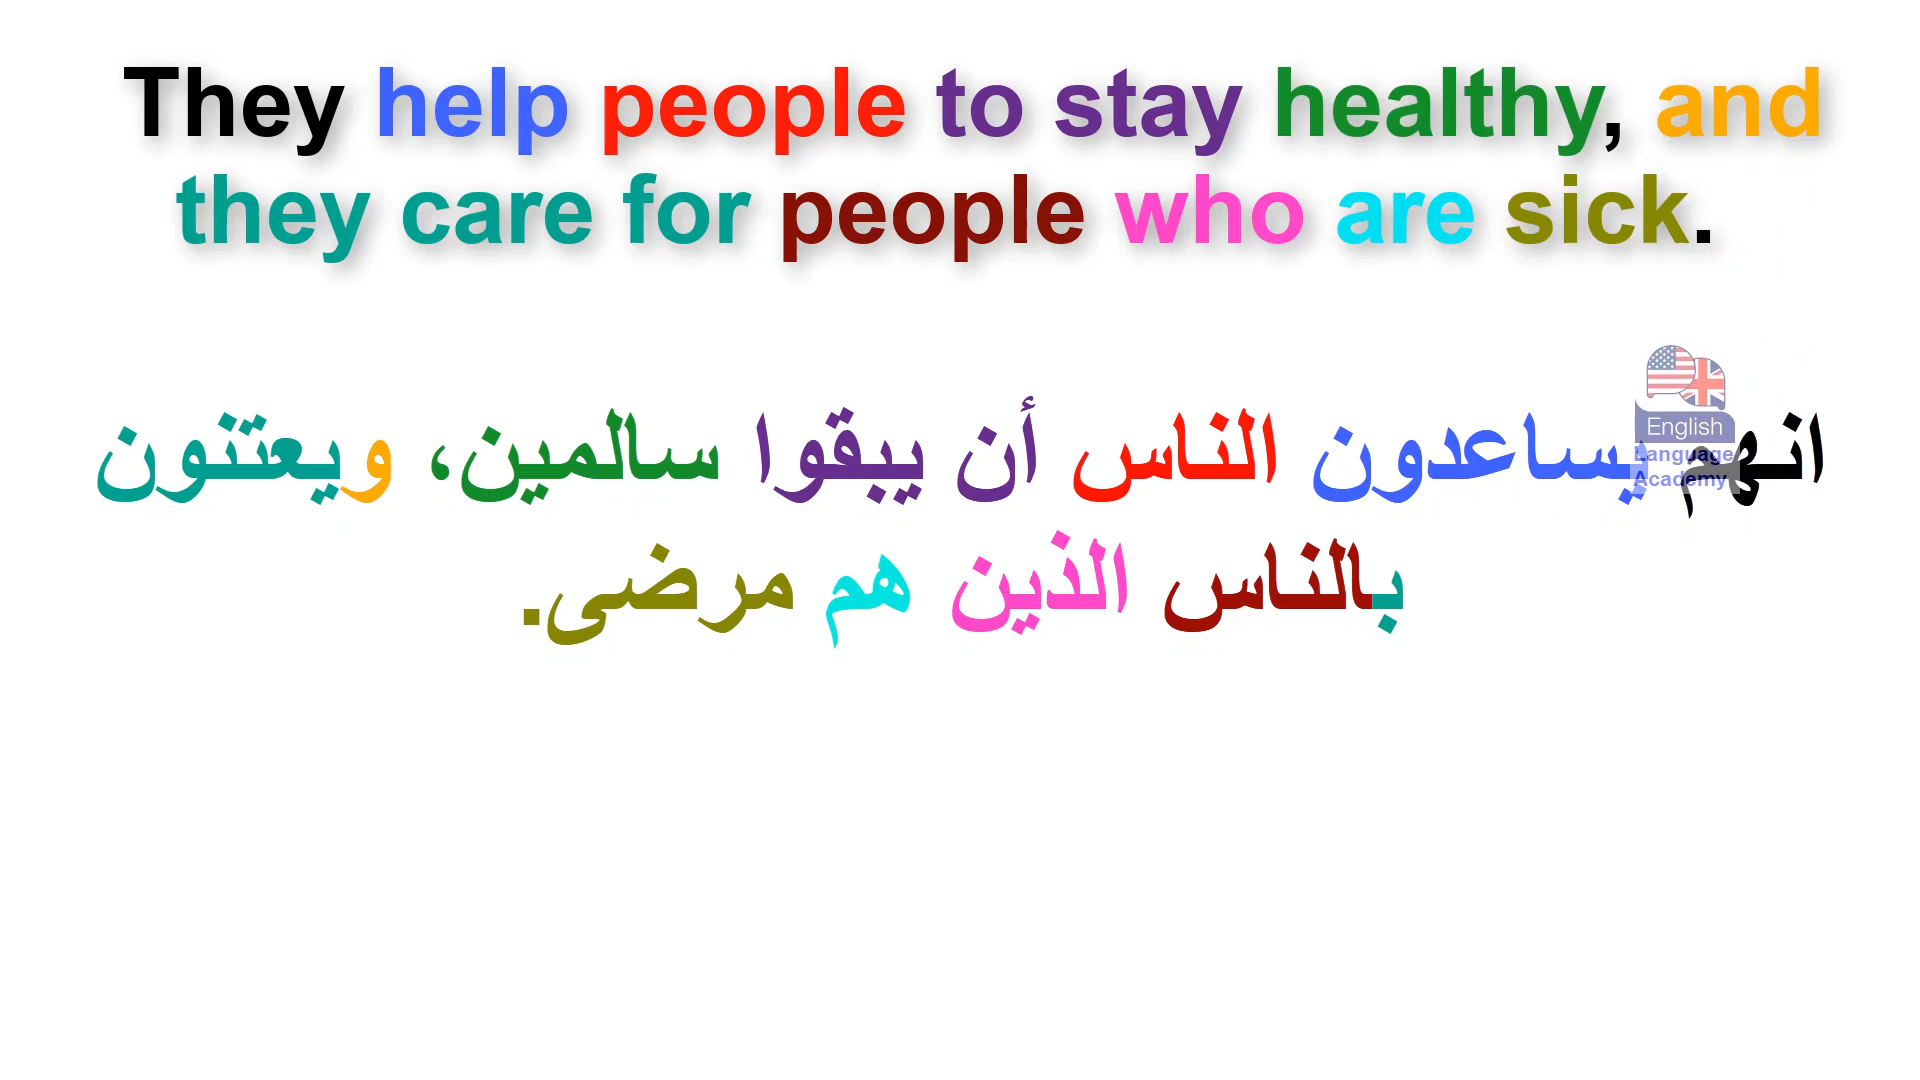 They help people to stay healthy, and
they care for people who are sick.
English
Language
Academy
انهم يساعدون الناس أن يبقوا سالمين، ويعتنون
بالناس الذين هم مرضى.